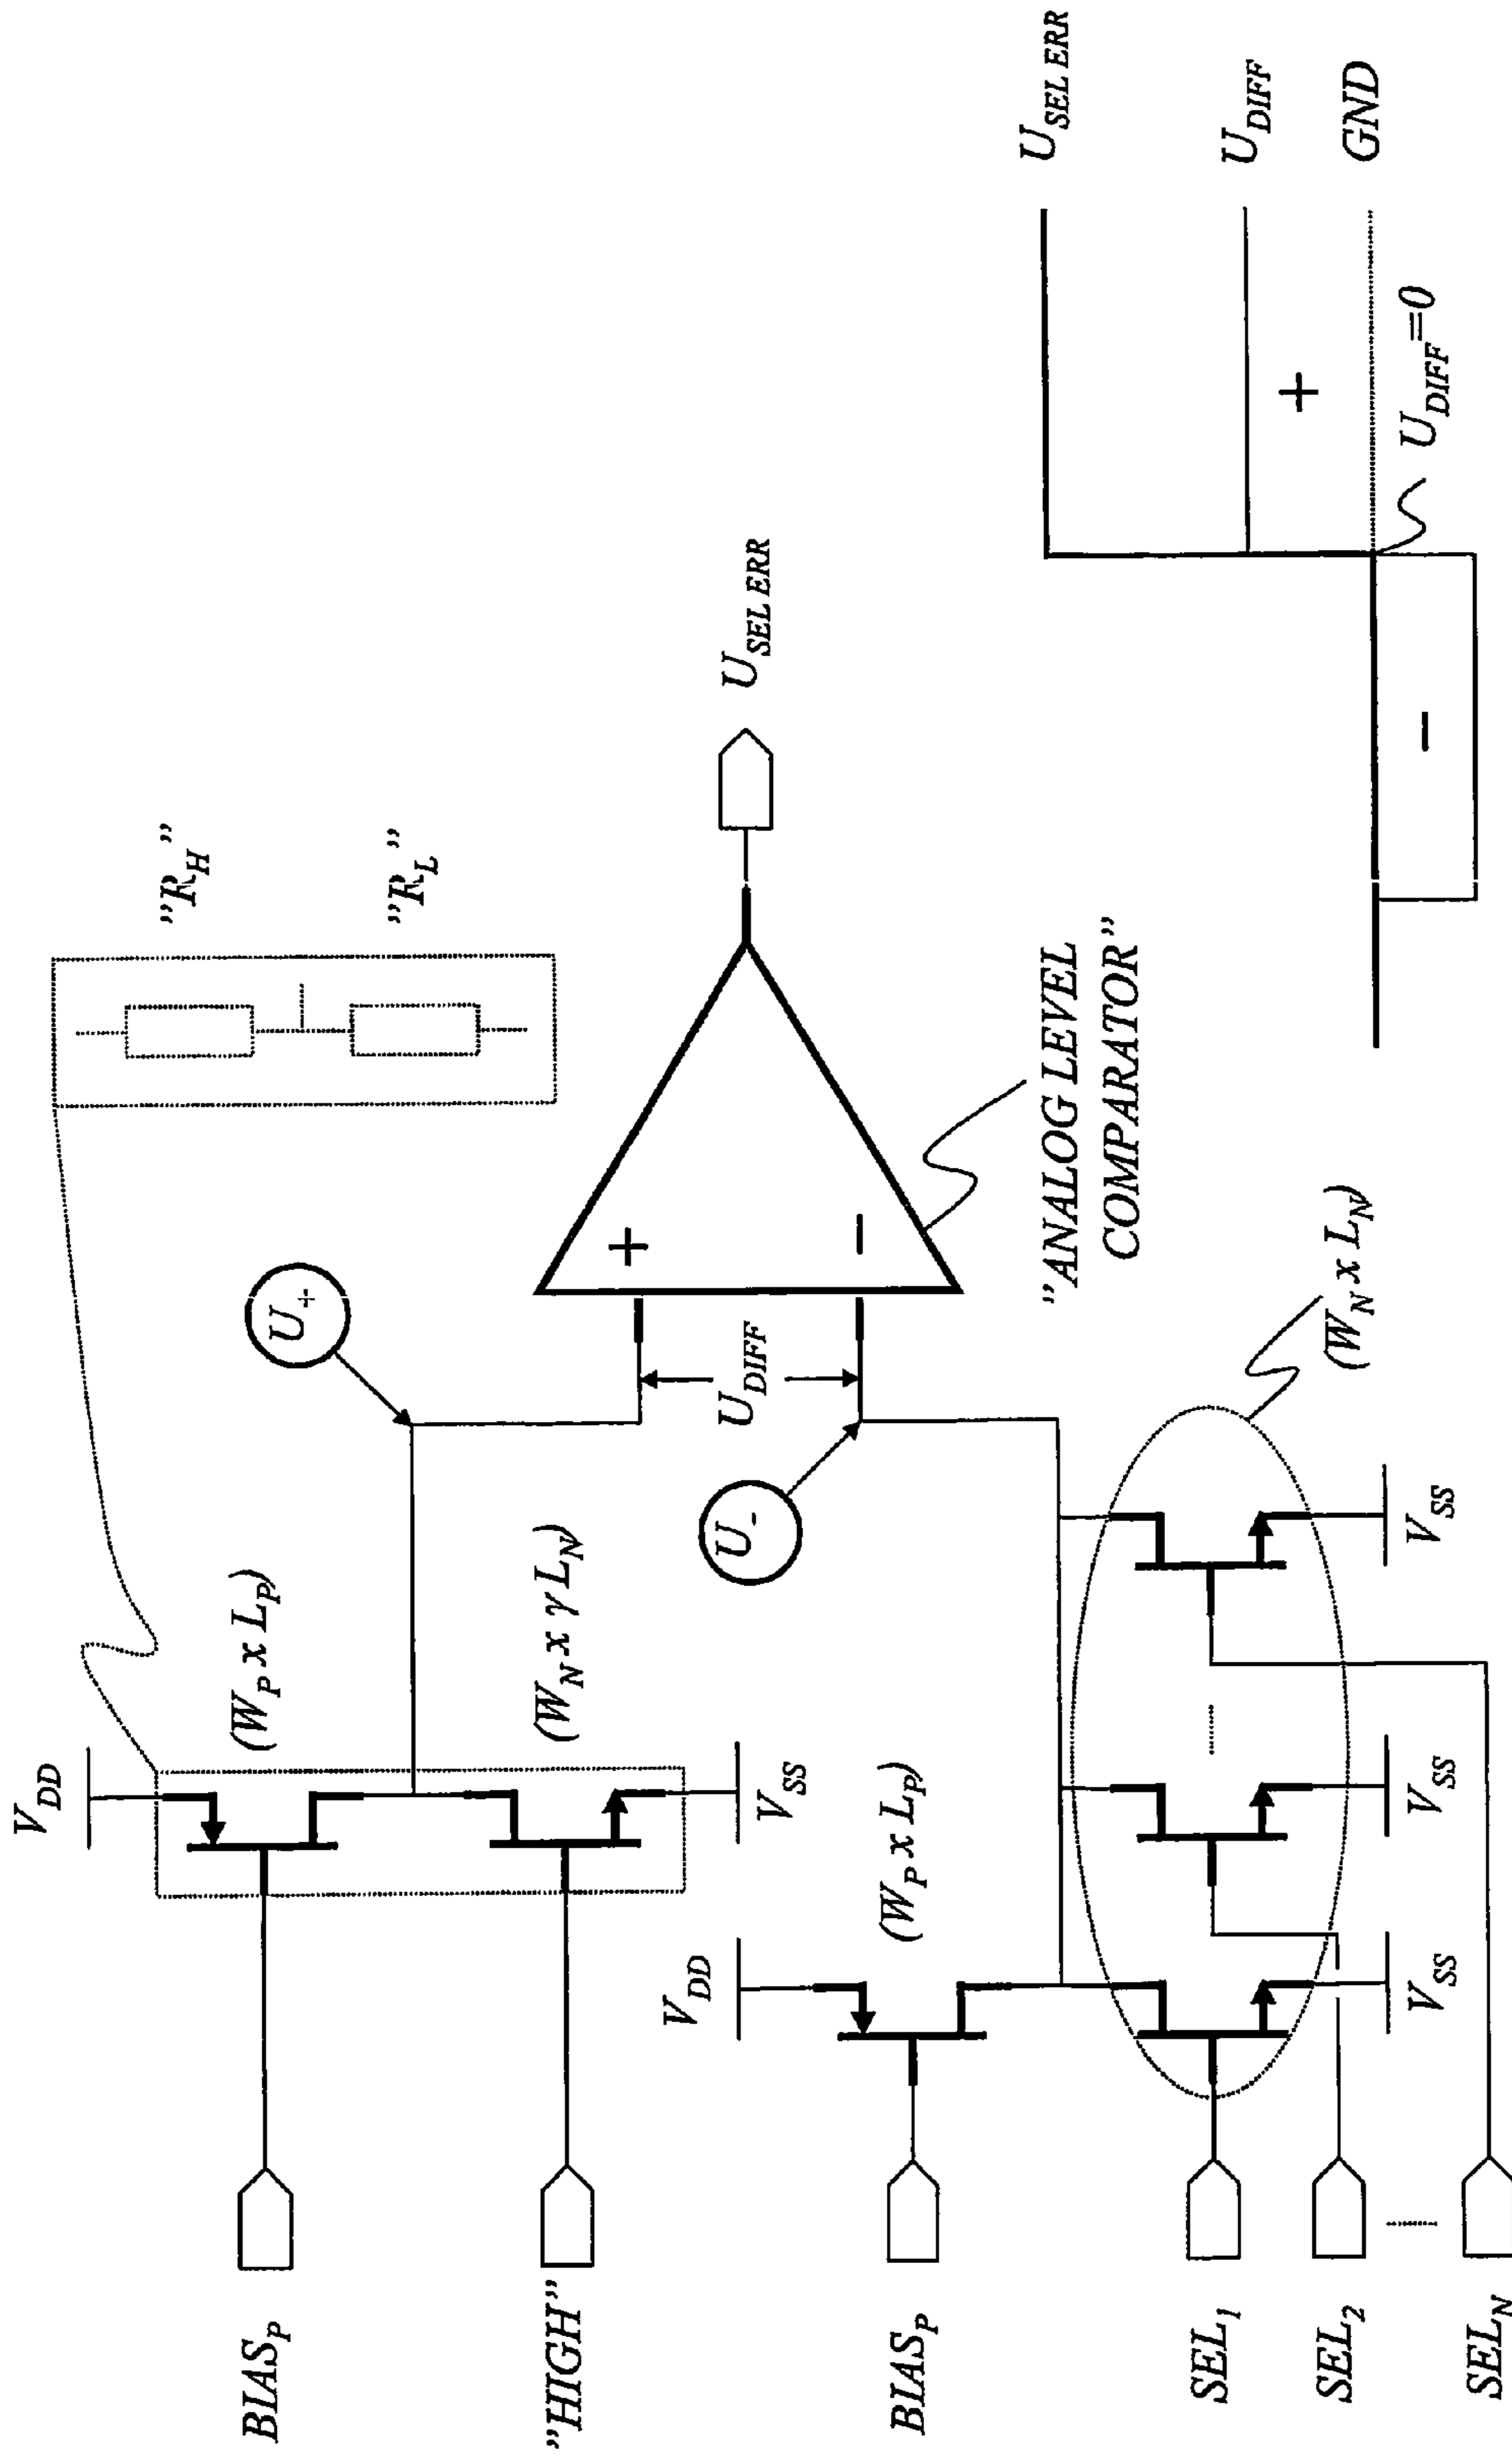 V_DD
(W_P x L_P)
"R_H"
BIAS_P
U_+
"R_L"
"HIGH"
(W_N x γ L_N)
V_SS
+
U_DIFF
−
U_SEL ERR
U_-
V_DD
(W_P x L_P)
BIAS_P
"ANALOG LEVEL
COMPARATOR"
SEL_1
SEL_2
SEL_N
V_SS
V_SS
V_SS
(W_N x L_N)
U_SEL ERR
U_DIFF
+
GND
−
U_DIFF=0